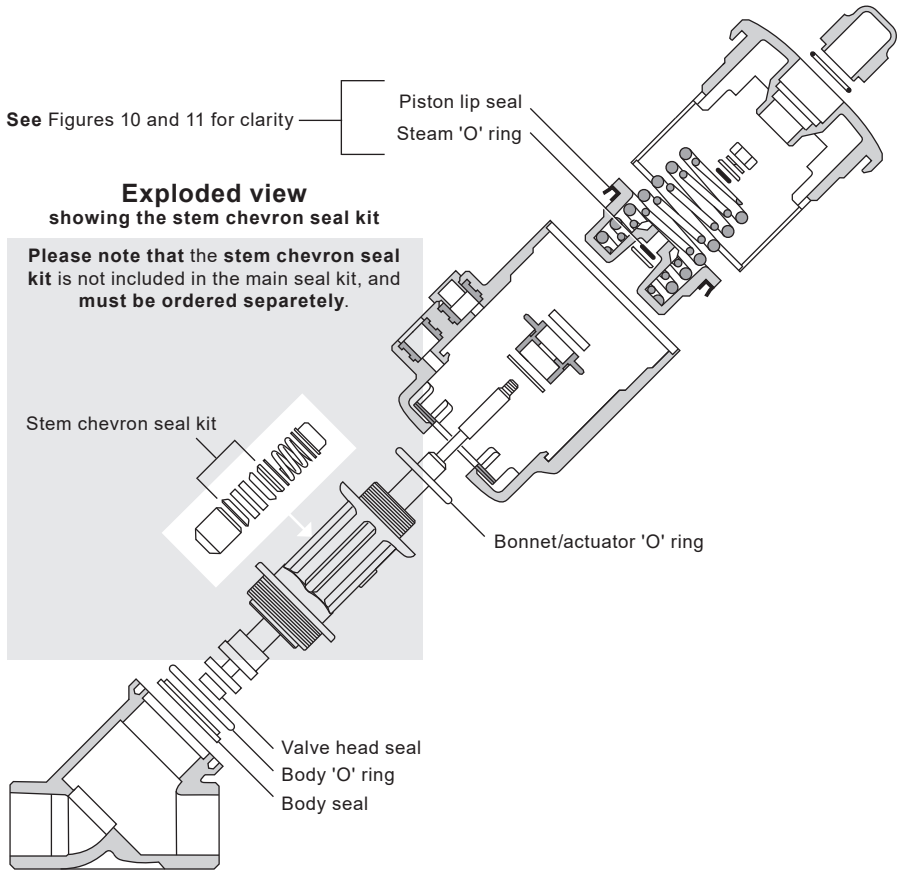 See Figures 10 and 11 for clarity
Piston lip seal
Steam 'O' ring
Exploded view
showing the stem chevron seal kit
Please note that the stem chevron seal
kit is not included in the main seal kit, and
must be ordered separetely.
Stem chevron seal kit
Bonnet/actuator 'O' ring
Valve head seal
Body 'O' ring
Body seal